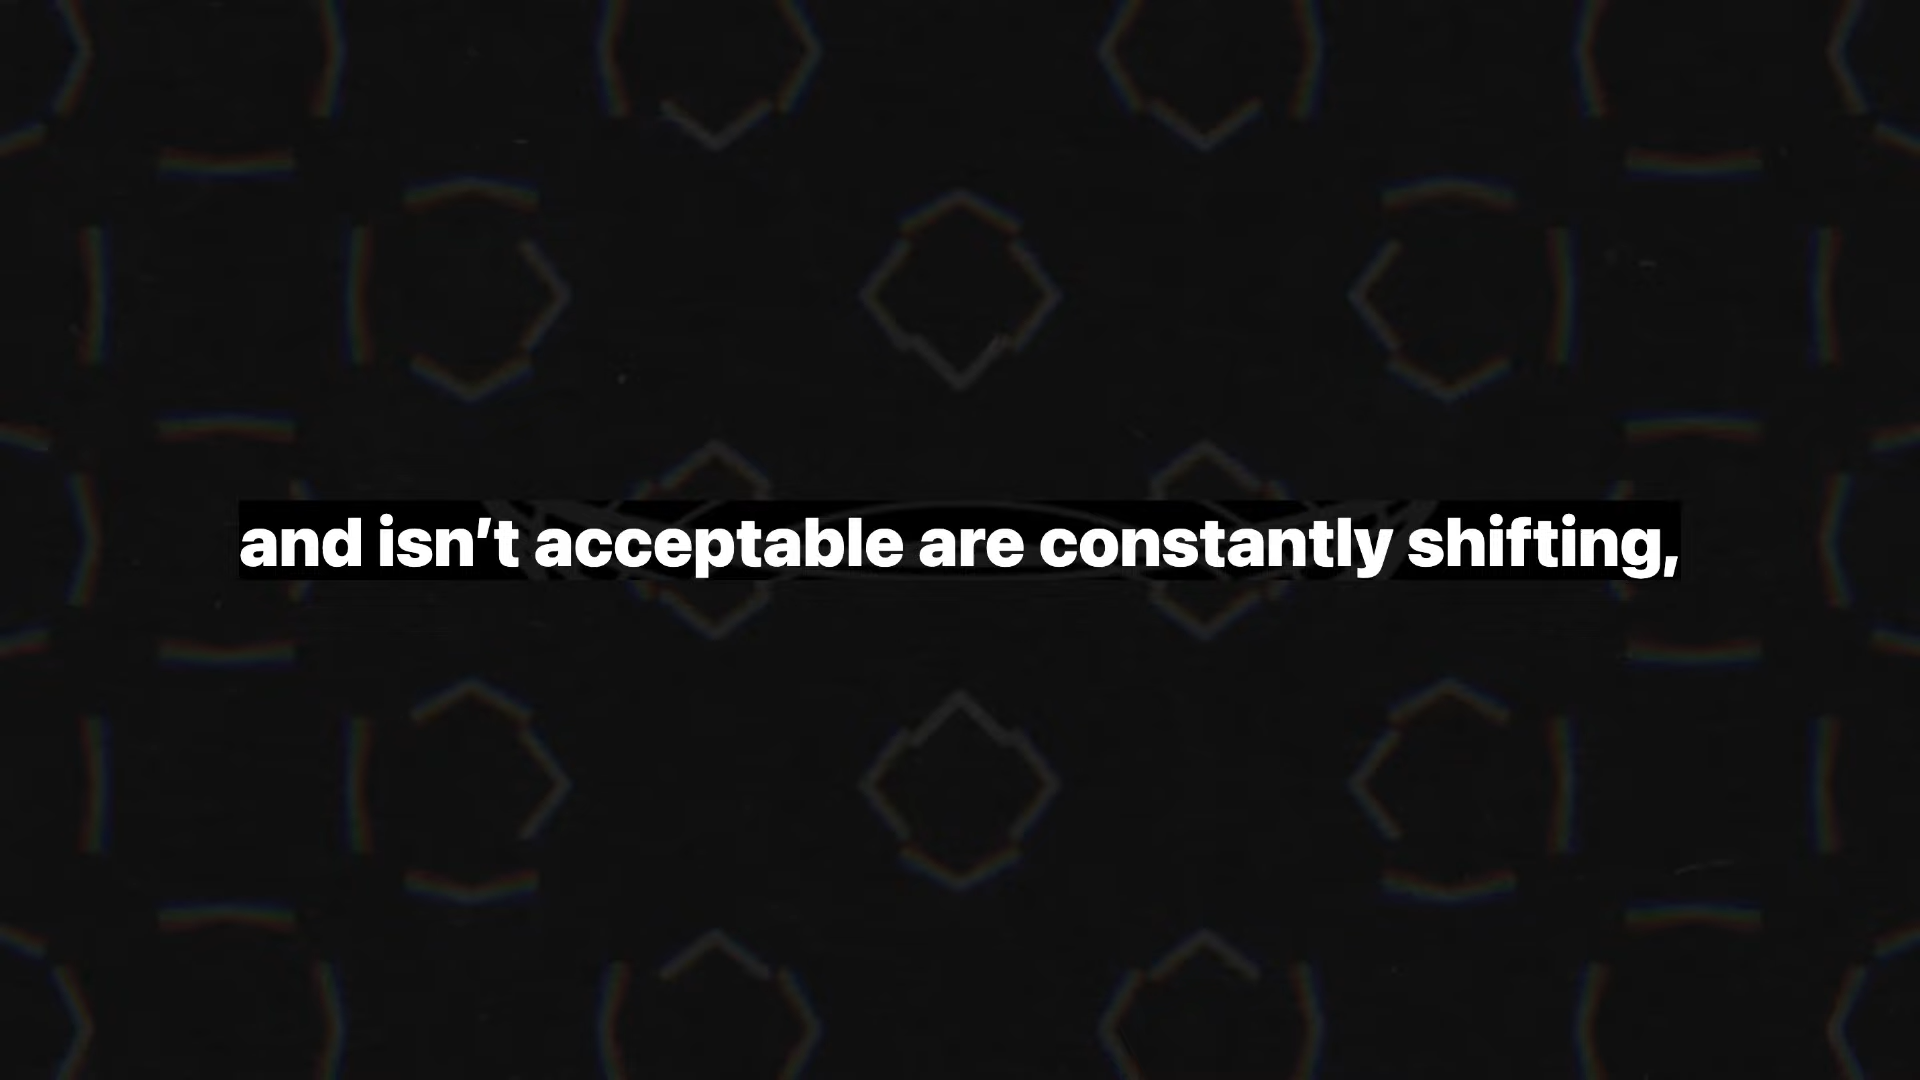 and isn’t acceptable are constantly shifting,